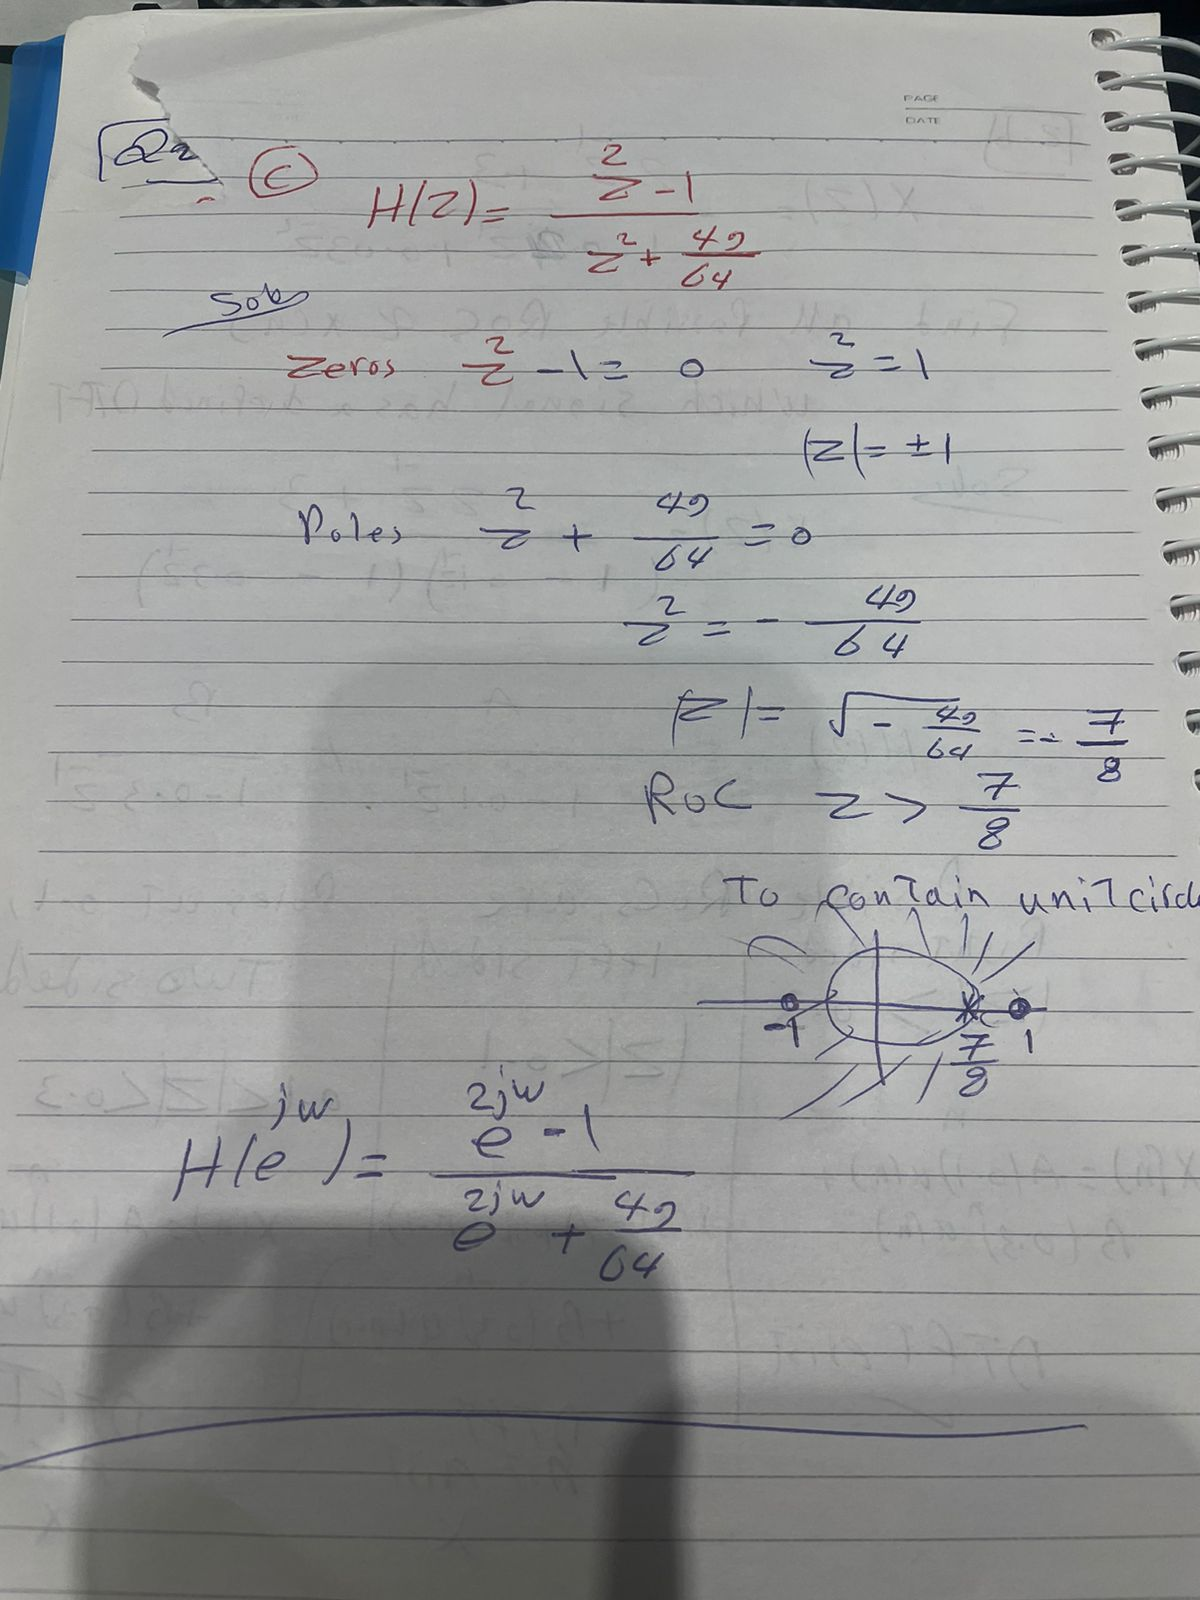 PAGE
DATE
Q2
C H(z) = (z² - 1) / (z² + 49/64)
Sol
Zeros z² - 1 = 0 z² = 1
|z| = ± 1
Poles z² + 49/64 = 0
z² = - 49/64
|z| = √(- 49/64) = - 7/8
RoC z > 7/8
To contain unit circle
-1 7/8 1
H(e^jw) = (e^2jw - 1) / (e^2jw + 49/64)